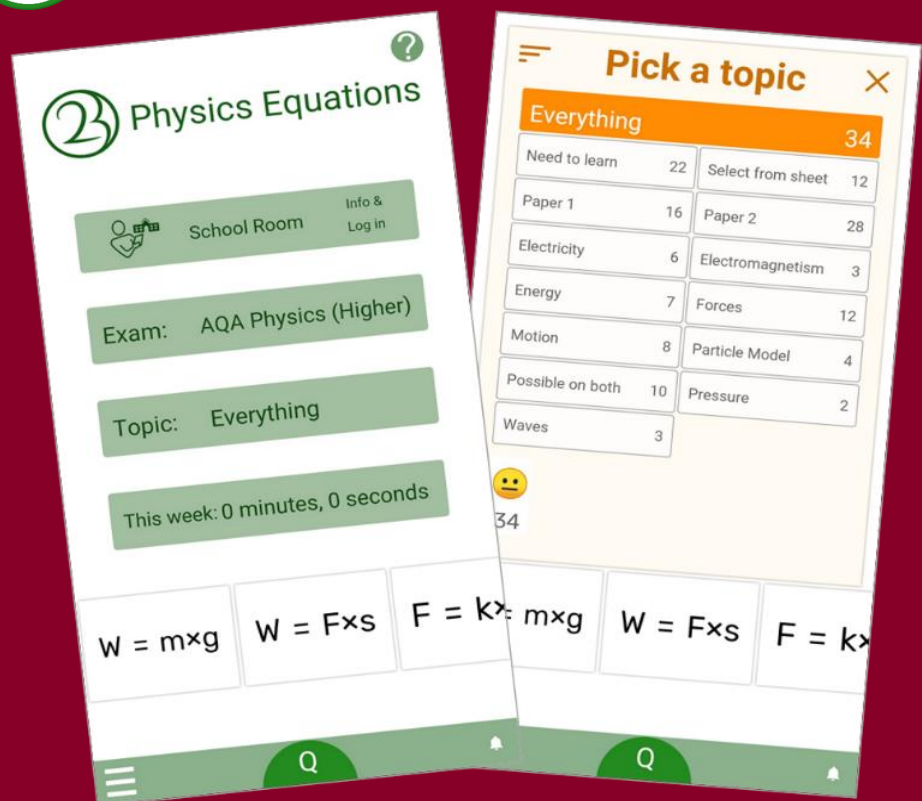 ?
23 Physics Equations
School Room
Info &
Log in
Exam: AQA Physics (Higher)
Topic: Everything
This week: 0 minutes, 0 seconds
W = m×g
W = F×s
F = k×
Q
Pick a topic
Everything 34
Need to learn 22
Select from sheet 12
Paper 1 16
Paper 2 28
Electricity 6
Electromagnetism 3
Energy 7
Forces 12
Motion 8
Particle Model 4
Possible on both 10
Pressure 2
Waves 3
34
= m×g
W = F×s
F = k×
Q